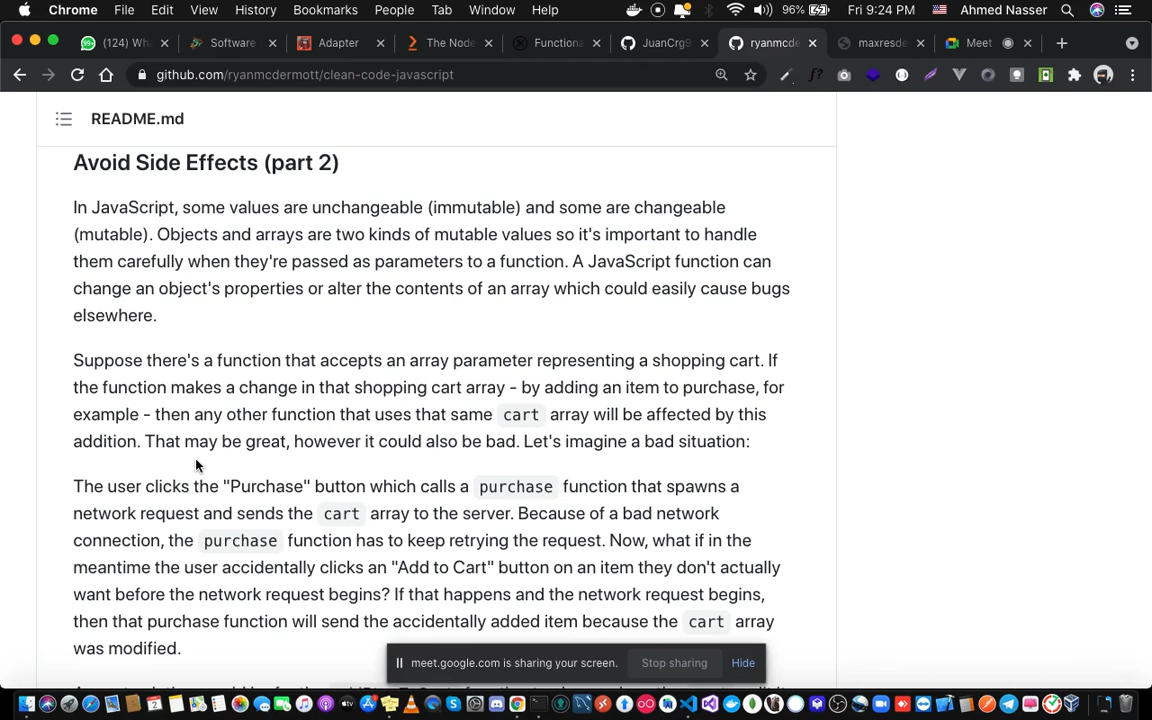 Chrome File Edit View History Bookmarks People Tab Window Help 96% Fri 9:24 PM Ahmed Nasser
(124) Wh Software Adapter The Node Functiona JuanCrg9 ryanmcde maxresde Meet
github.com/ryanmcdermott/clean-code-javascript
README.md
Avoid Side Effects (part 2)
In JavaScript, some values are unchangeable (immutable) and some are changeable
(mutable). Objects and arrays are two kinds of mutable values so it's important to handle
them carefully when they're passed as parameters to a function. A JavaScript function can
change an object's properties or alter the contents of an array which could easily cause bugs
elsewhere.
Suppose there's a function that accepts an array parameter representing a shopping cart. If
the function makes a change in that shopping cart array - by adding an item to purchase, for
example - then any other function that uses that same cart array will be affected by this
addition. That may be great, however it could also be bad. Let's imagine a bad situation:
The user clicks the "Purchase" button which calls a purchase function that spawns a
network request and sends the cart array to the server. Because of a bad network
connection, the purchase function has to keep retrying the request. Now, what if in the
meantime the user accidentally clicks an "Add to Cart" button on an item they don't actually
want before the network request begins? If that happens and the network request begins,
then that purchase function will send the accidentally added item because the cart array
was modified.
meet.google.com is sharing your screen. Stop sharing Hide